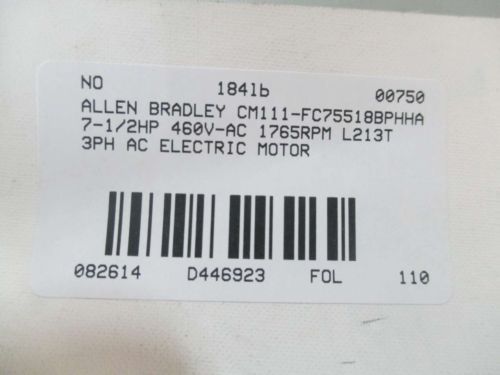 NO 184lb 00750
ALLEN BRADLEY CM111-FC75518BPHHA
7-1/2HP 460V-AC 1765RPM L213T
3PH AC ELECTRIC MOTOR
082614 D446923 FOL 110